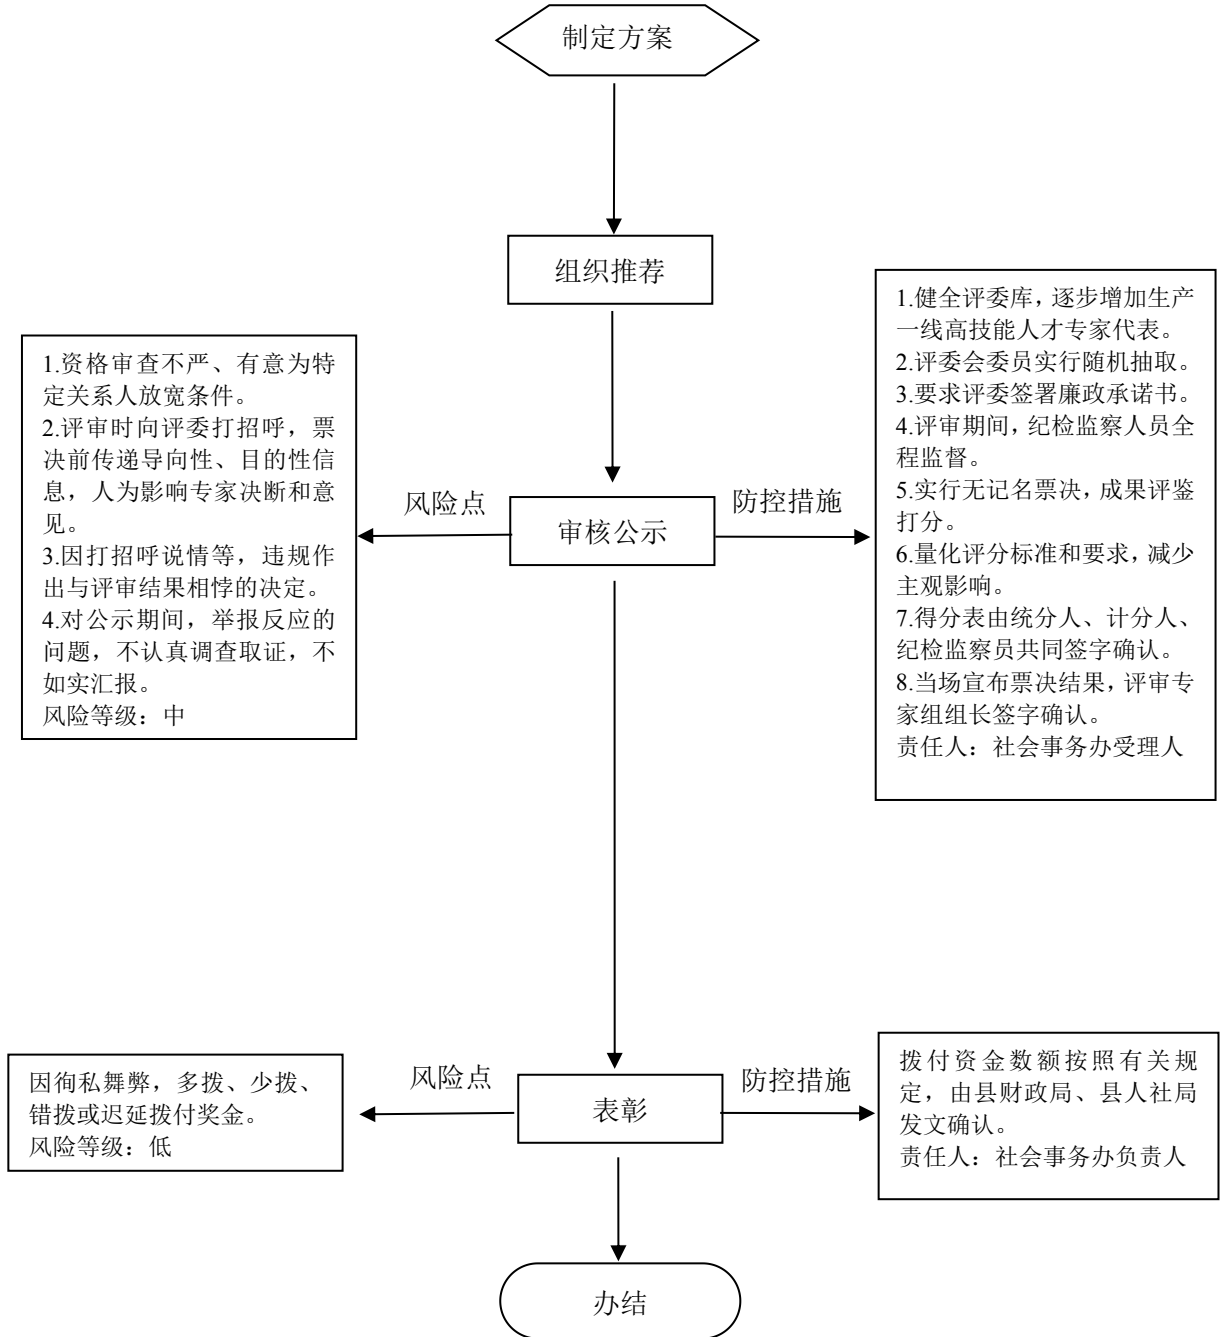 制定方案
组织推荐
1.资格审查不严、有意为特
定关系人放宽条件。
2.评审时向评委打招呼，票
决前传递导向性、目的性信
息，人为影响专家决断和意
见。
3.因打招呼说情等，违规作
出与评审结果相悖的决定。
4.对公示期间，举报反应的
问题，不认真调查取证，不
如实汇报。
风险等级：中
风险点
审核公示
防控措施
1.健全评委库，逐步增加生产
一线高技能人才专家代表。
2.评委会委员实行随机抽取。
3.要求评委签署廉政承诺书。
4.评审期间，纪检监察人员全
程监督。
5.实行无记名票决，成果评鉴
打分。
6.量化评分标准和要求，减少
主观影响。
7.得分表由统分人、计分人、
纪检监察员共同签字确认。
8.当场宣布票决结果，评审专
家组组长签字确认。
责任人：社会事务办受理人
因徇私舞弊，多拨、少拨、
错拨或迟延拨付奖金。
风险等级：低
风险点
表彰
防控措施
拨付资金数额按照有关规
定，由县财政局、县人社局
发文确认。
责任人：社会事务办负责人
办结